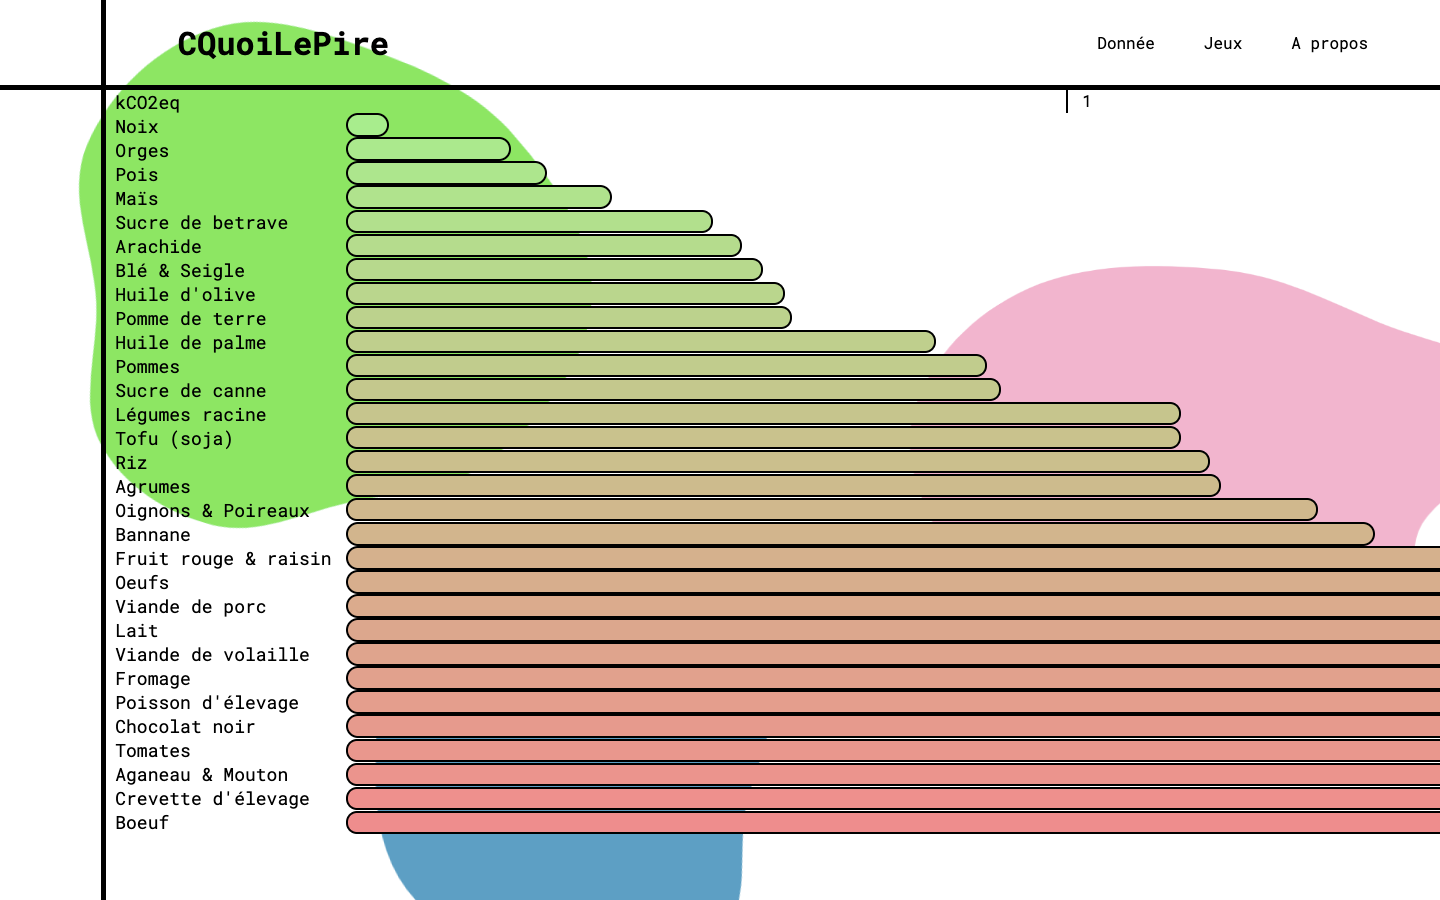 CQuoiLePire
Donnée Jeux A propos
kCO2eq 1
Noix
Orges
Pois
Maïs
Sucre de betrave
Arachide
Blé & Seigle
Huile d'olive
Pomme de terre
Huile de palme
Pommes
Sucre de canne
Légumes racine
Tofu (soja)
Riz
Agrumes
Oignons & Poireaux
Bannane
Fruit rouge & raisin
Oeufs
Viande de porc
Lait
Viande de volaille
Fromage
Poisson d'élevage
Chocolat noir
Tomates
Aganeau & Mouton
Crevette d'élevage
Boeuf